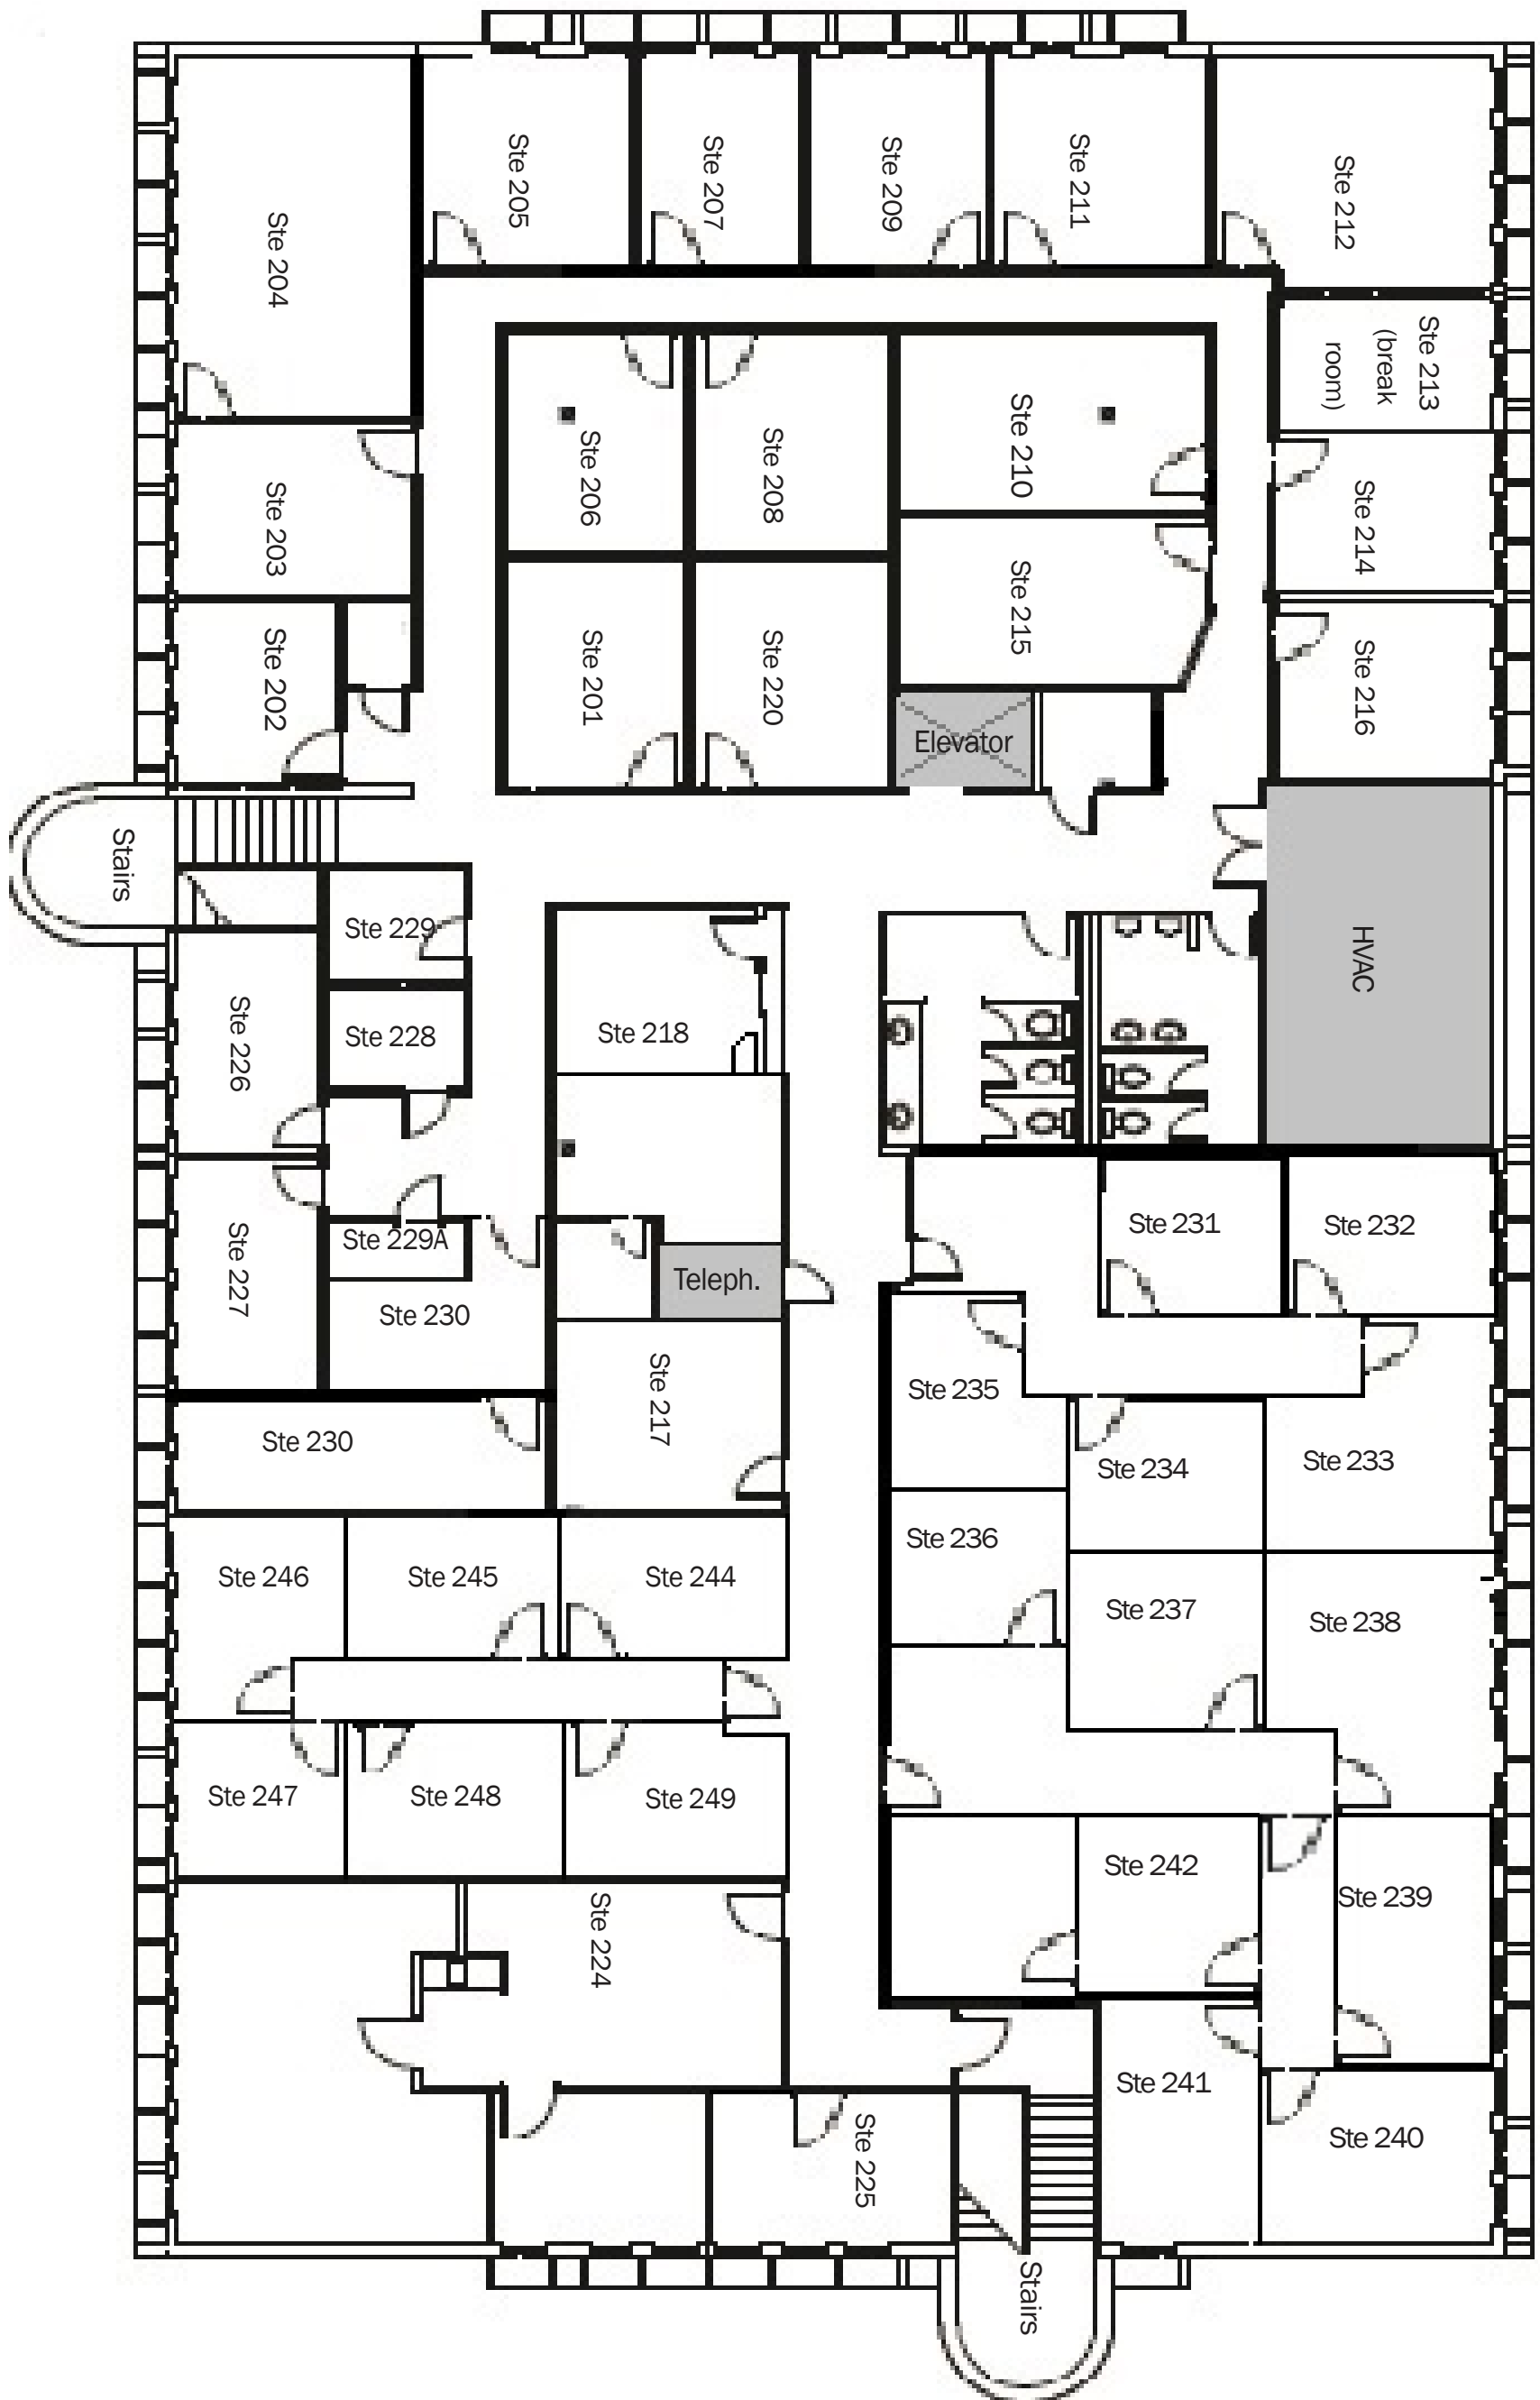 Ste 205
Ste 207
Ste 209
Ste 211
Ste 212
Ste 204
Ste 213
(break
room)
Ste 206
Ste 208
Ste 210
Ste 203
Ste 214
Ste 215
Ste 202
Ste 201
Ste 220
Ste 216
Elevator
Stairs
Ste 229
HVAC
Ste 226
Ste 228
Ste 218
Ste 231
Ste 232
Ste 227
Ste 229A
Teleph.
Ste 230
Ste 217
Ste 235
Ste 230
Ste 234
Ste 233
Ste 236
Ste 246
Ste 245
Ste 244
Ste 237
Ste 238
Ste 247
Ste 248
Ste 249
Ste 242
Ste 239
Ste 224
Ste 241
Ste 240
Ste 225
Stairs